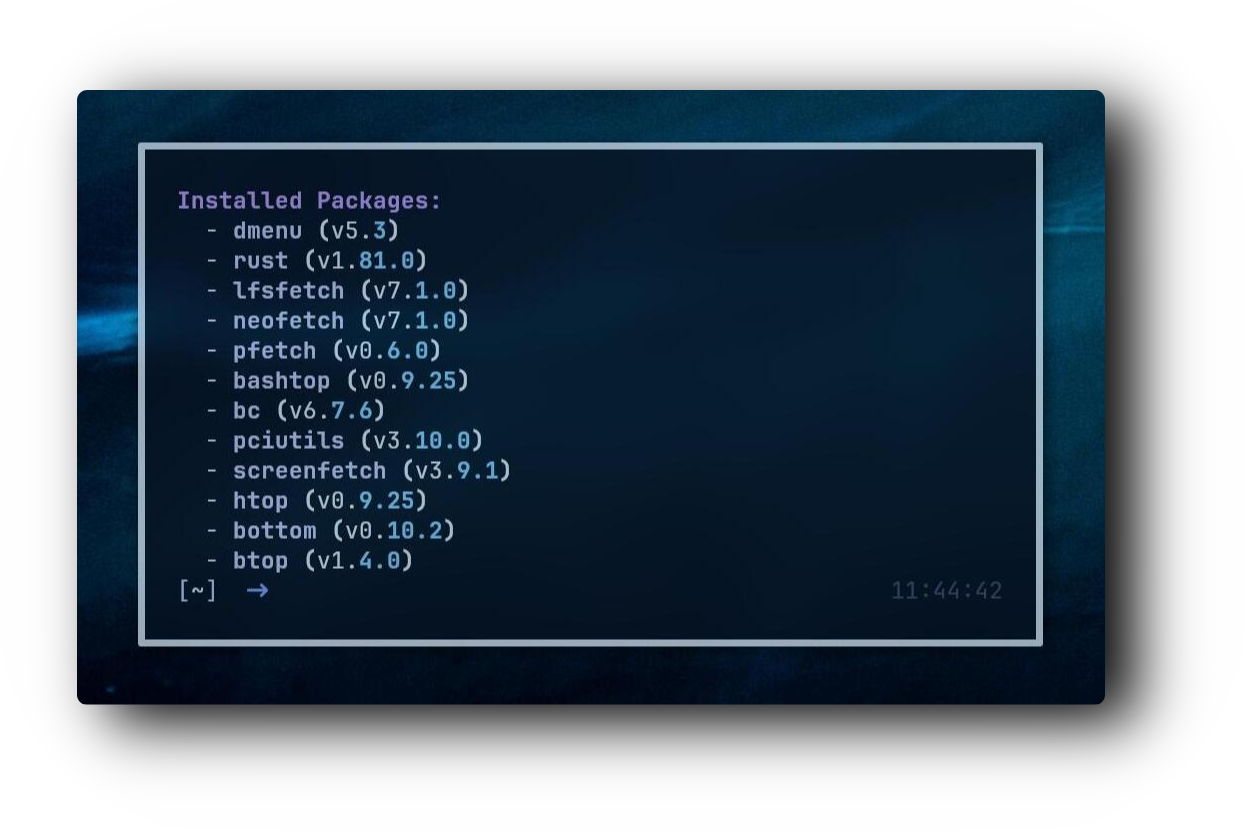 Installed Packages:
- dmenu (v5.3)
- rust (v1.81.0)
- lfsfetch (v7.1.0)
- neofetch (v7.1.0)
- pfetch (v0.6.0)
- bashtop (v0.9.25)
- bc (v6.7.6)
- pciutils (v3.10.0)
- screenfetch (v3.9.1)
- htop (v0.9.25)
- bottom (v0.10.2)
- btop (v1.4.0)
[~] → 11:44:42